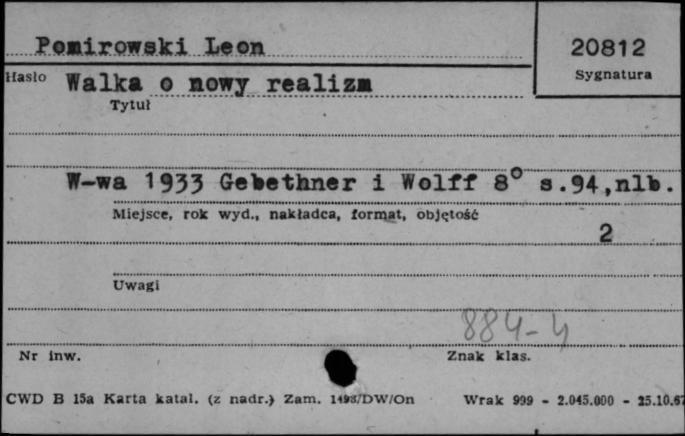 Pomirowski Leon
20812
Hasło
Sygnatura
Walka o nowy realizm
Tytuł
W-wa 1933 Gebethner i Wolff 8° s.94,nlb.
Miejsce, rok wyd., nakładca, format, objętość
2
Uwagi
884-4
Nr inw.
Znak klas.
CWD B 15a Karta katal. (z nadr.) Zam. 1498/DW/On
Wrak 999 - 2.045.000 - 25.10.67